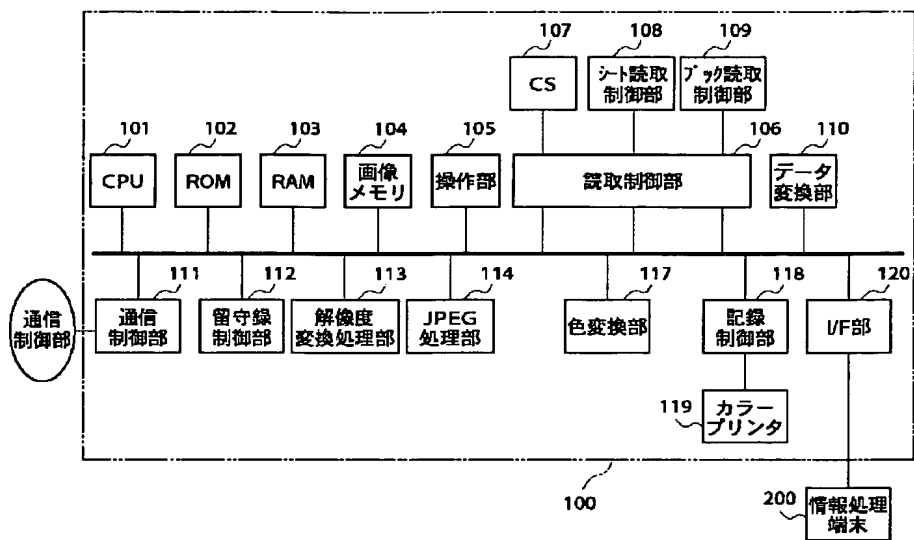 107
108
109
CS
シート読取
制御部
ブック読取
制御部
101
102
103
104
105
106
110
CPU
ROM
RAM
画像
メモリ
操作部
読取制御部
データ
変換部
111
112
113
114
117
118
120
通信
制御部
通信
制御部
留守録
制御部
解像度
変換処理部
JPEG
処理部
色変換部
記録
制御部
I/F部
119
カラー
プリンタ
100
200
情報処理
端末